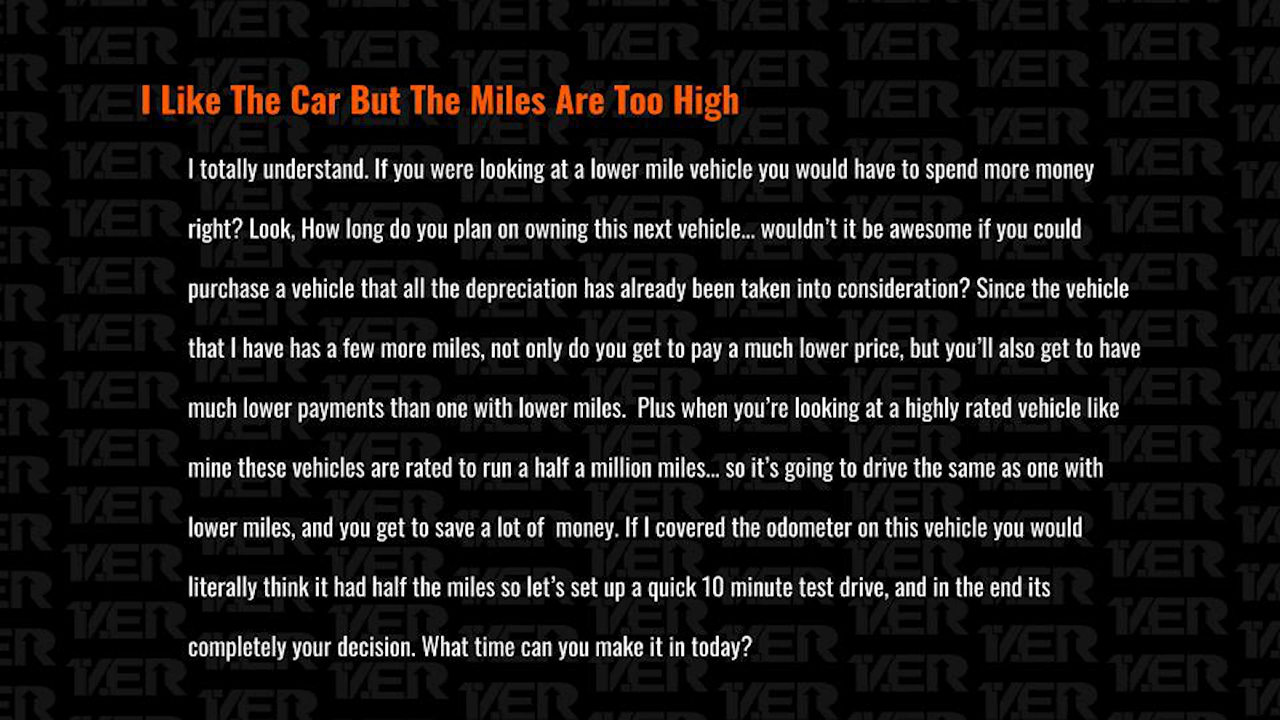 I Like The Car But The Miles Are Too High
I totally understand. If you were looking at a lower mile vehicle you would have to spend more money
right? Look, How long do you plan on owning this next vehicle... wouldn’t it be awesome if you could
purchase a vehicle that all the depreciation has already been taken into consideration? Since the vehicle
that I have has a few more miles, not only do you get to pay a much lower price, but you’ll also get to have
much lower payments than one with lower miles.  Plus when you’re looking at a highly rated vehicle like
mine these vehicles are rated to run a half a million miles... so it’s going to drive the same as one with
lower miles, and you get to save a lot of  money. If I covered the odometer on this vehicle you would
literally think it had half the miles so let’s set up a quick 10 minute test drive, and in the end its
completely your decision. What time can you make it in today?